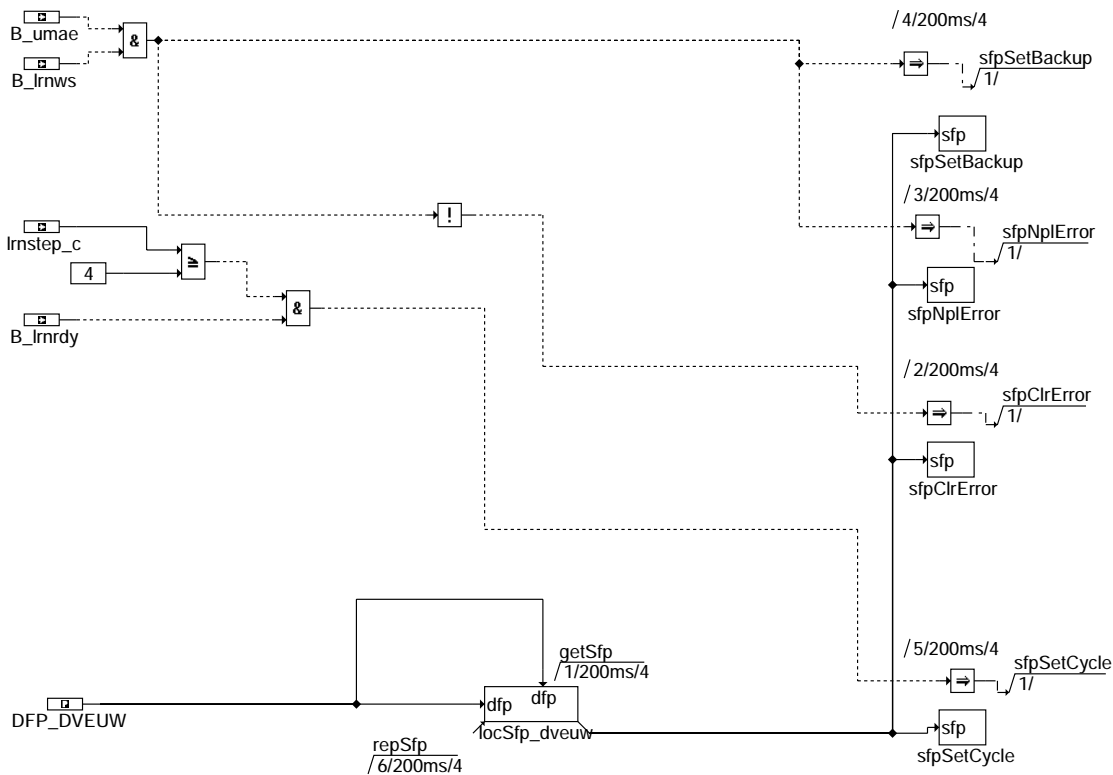 /4/200ms/4
B_umae
&
sfpSetBackup
⇒
1/
B_lrnws
sfp
sfpSetBackup
/3/200ms/4
!
lrnstep_c
⇒
sfpNplError
1/
≥
4
sfp
sfpNplError
&
B_lrnrdy
/2/200ms/4
sfpClrError
⇒
1/
sfp
sfpClrError
/5/200ms/4
getSfp
/1/200ms/4
sfpSetCycle
⇒
1/
dfp
dfp
DFP_DVEUW
locSfp_dveuw
sfp
repSfp
/6/200ms/4
sfpSetCycle